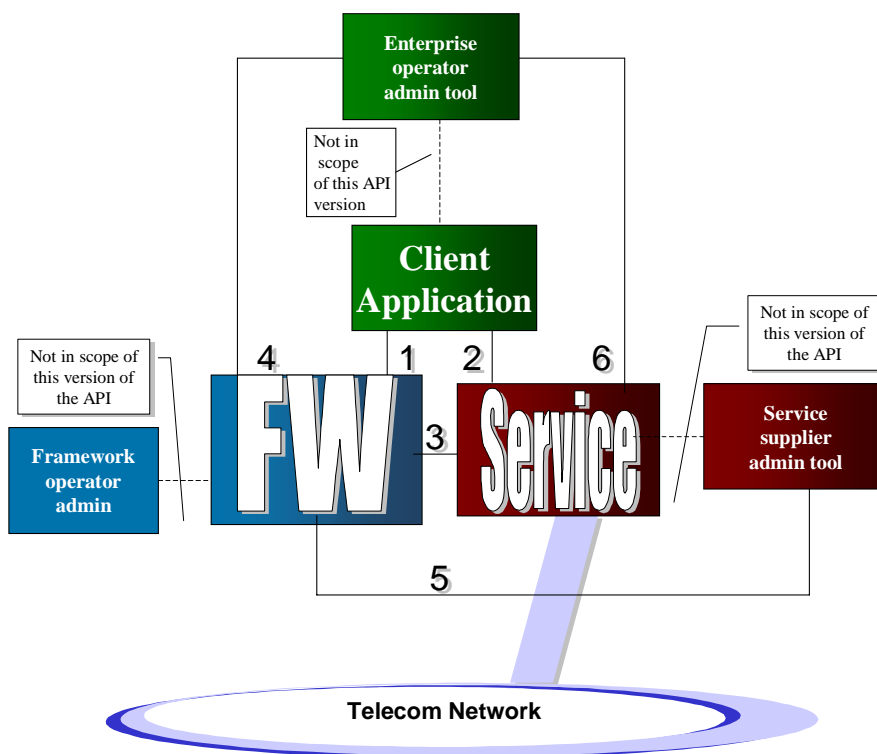 Enterprise
operator
admin tool
Not in
scope
of this API
version
Client
Application
Not in scope
of this version
of the API
4
1
2
6
Not in scope of
this version of
the API
FW
Service
3
Service
supplier
admin tool
Framework
operator
admin
5
Telecom Network